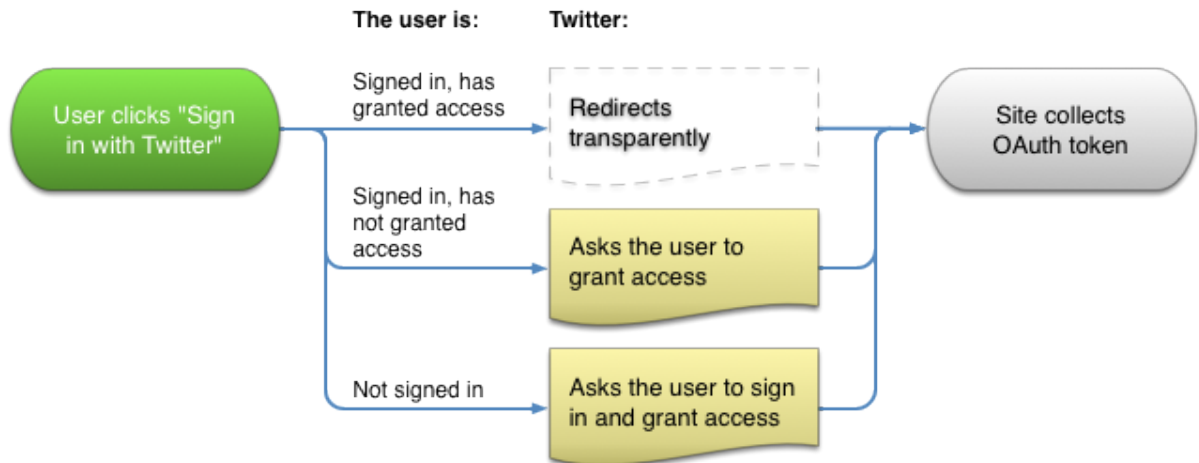 The user is:
Twitter:
User clicks "Sign
in with Twitter"
Signed in, has
granted access
Redirects
transparently
Site collects
OAuth token
Signed in, has
not granted
access
Asks the user to
grant access
Not signed in
Asks the user to sign
in and grant access